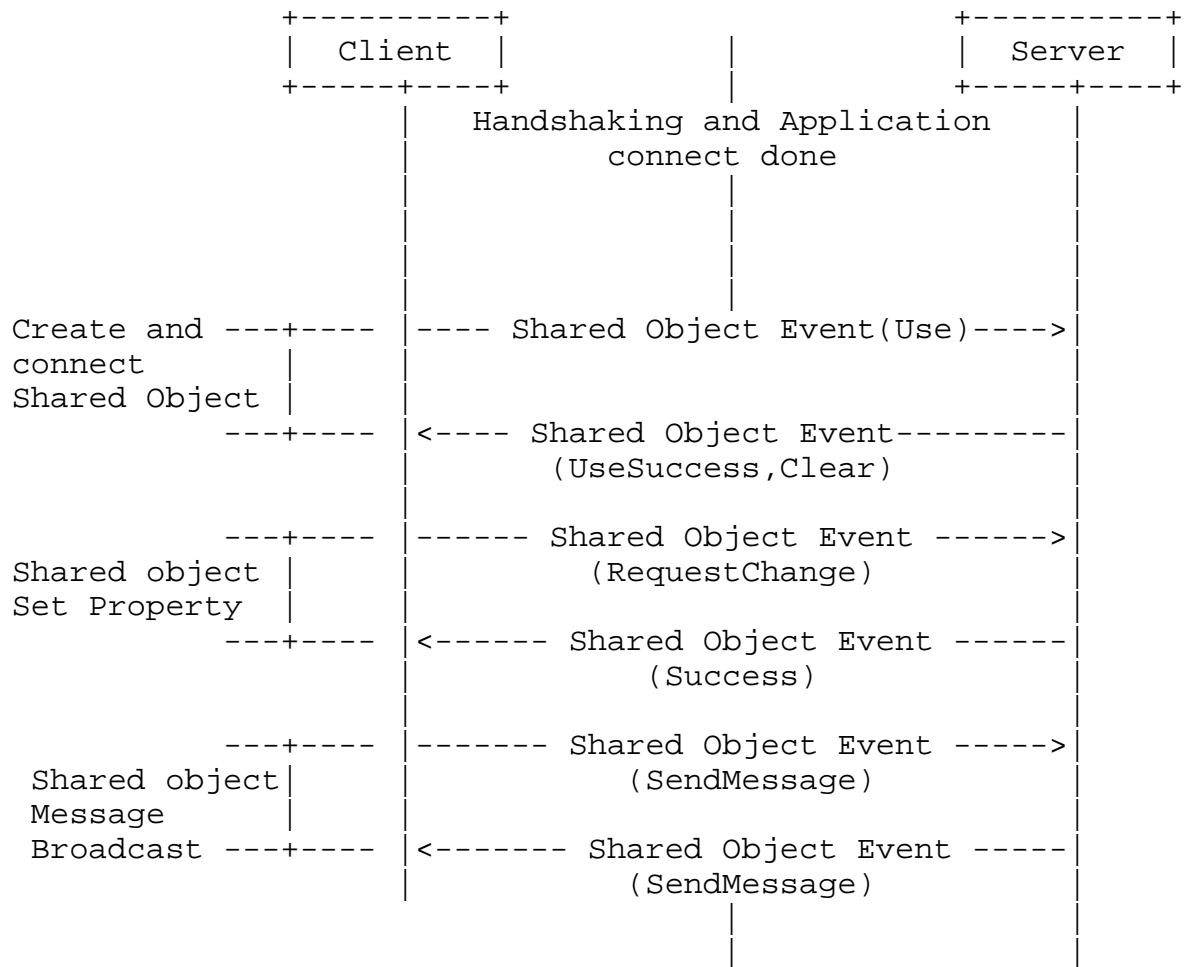 Client Server
Handshaking and Application
connect done
Create and ---+---- |---- Shared Object Event(Use)---->|
connect
Shared Object
---+---- |<---- Shared Object Event---------|
(UseSuccess,Clear)
---+---- |------ Shared Object Event ------>|
Shared object (RequestChange)
Set Property
---+---- |<------ Shared Object Event ------|
(Success)
---+---- |------- Shared Object Event ----->|
Shared object (SendMessage)
Message
Broadcast ---+---- |<------- Shared Object Event -----|
(SendMessage)